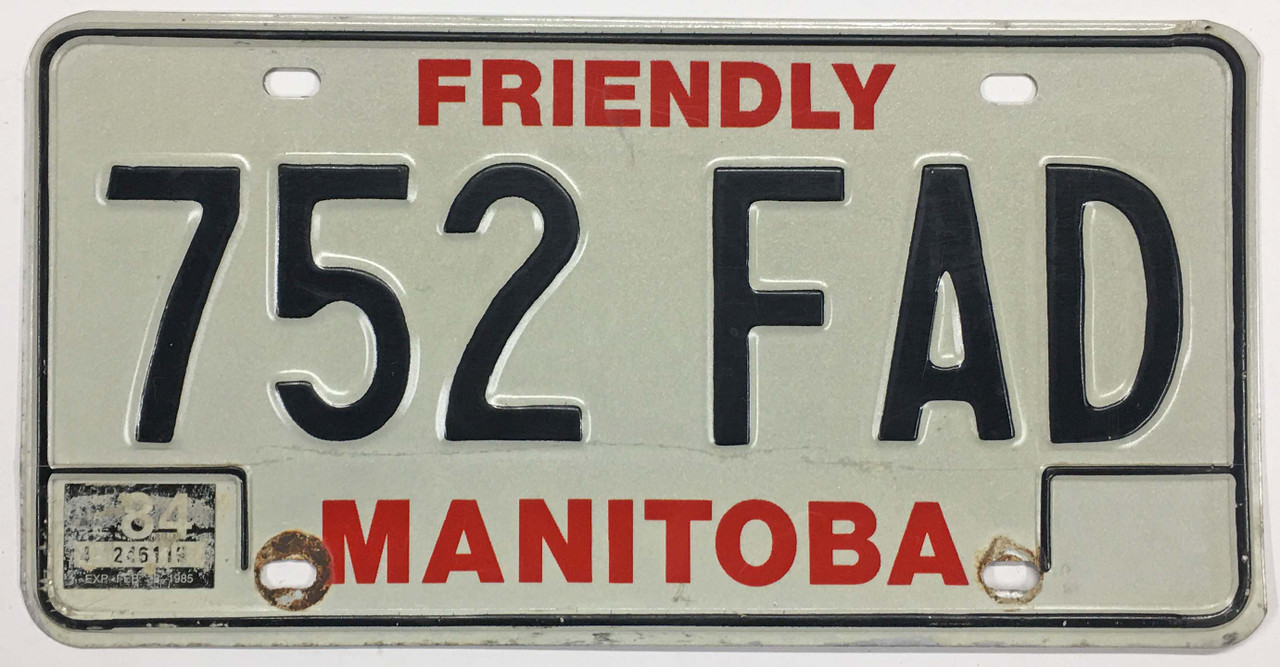 FRIENDLY
752 FAD
84
MANITOBA
EXP. FEB. 1985